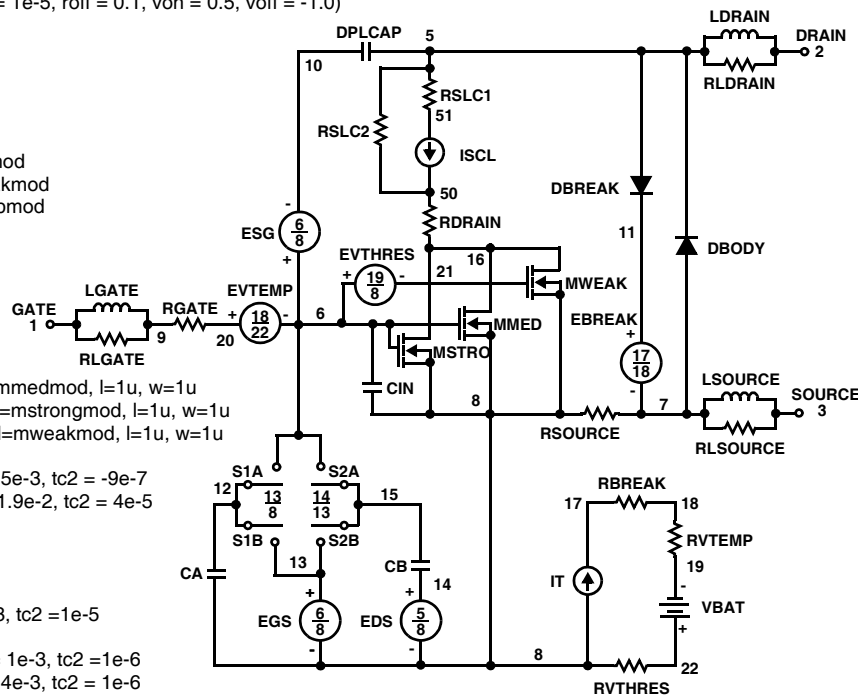 = 1e-5, roff = 0.1, von = 0.5, voff = -1.0)
LDRAIN
DPLCAP 5 DRAIN
10 2
RLDRAIN
RSLC1
51
RSLC2
ISCL
50
RDRAIN
DBREAK
11
DBODY
-
ESG 6/8
+
EVTHRES
+ 19/8 - 21
16
MWEAK
LGATE
GATE
1
RLGATE
9
RGATE
20
EVTEMP
+ 18/22 -
6
MMED
MSTRO
EBREAK
+
17/18
-
CIN
8
RSOURCE
7
LSOURCE
SOURCE
3
RLSOURCE
mod
kmod
omod
mmedmod, l=1u, w=1u
l=mstrongmod, l=1u, w=1u
l=mweakmod, l=1u, w=1u
5e-3, tc2 = -9e-7
1.9e-2, tc2 = 4e-5
3, tc2 =1e-5
= 1e-3, tc2 =1e-6
4e-3, tc2 = 1e-6
S1A S2A
12 13/8 14/13 15
S1B S2B
13
CA
CB
14
+ +
EGS 6/8 EDS 5/8
- -
8
RBREAK
17 18
RVTEMP
19
IT
-
VBAT
+
22
RVTHRES